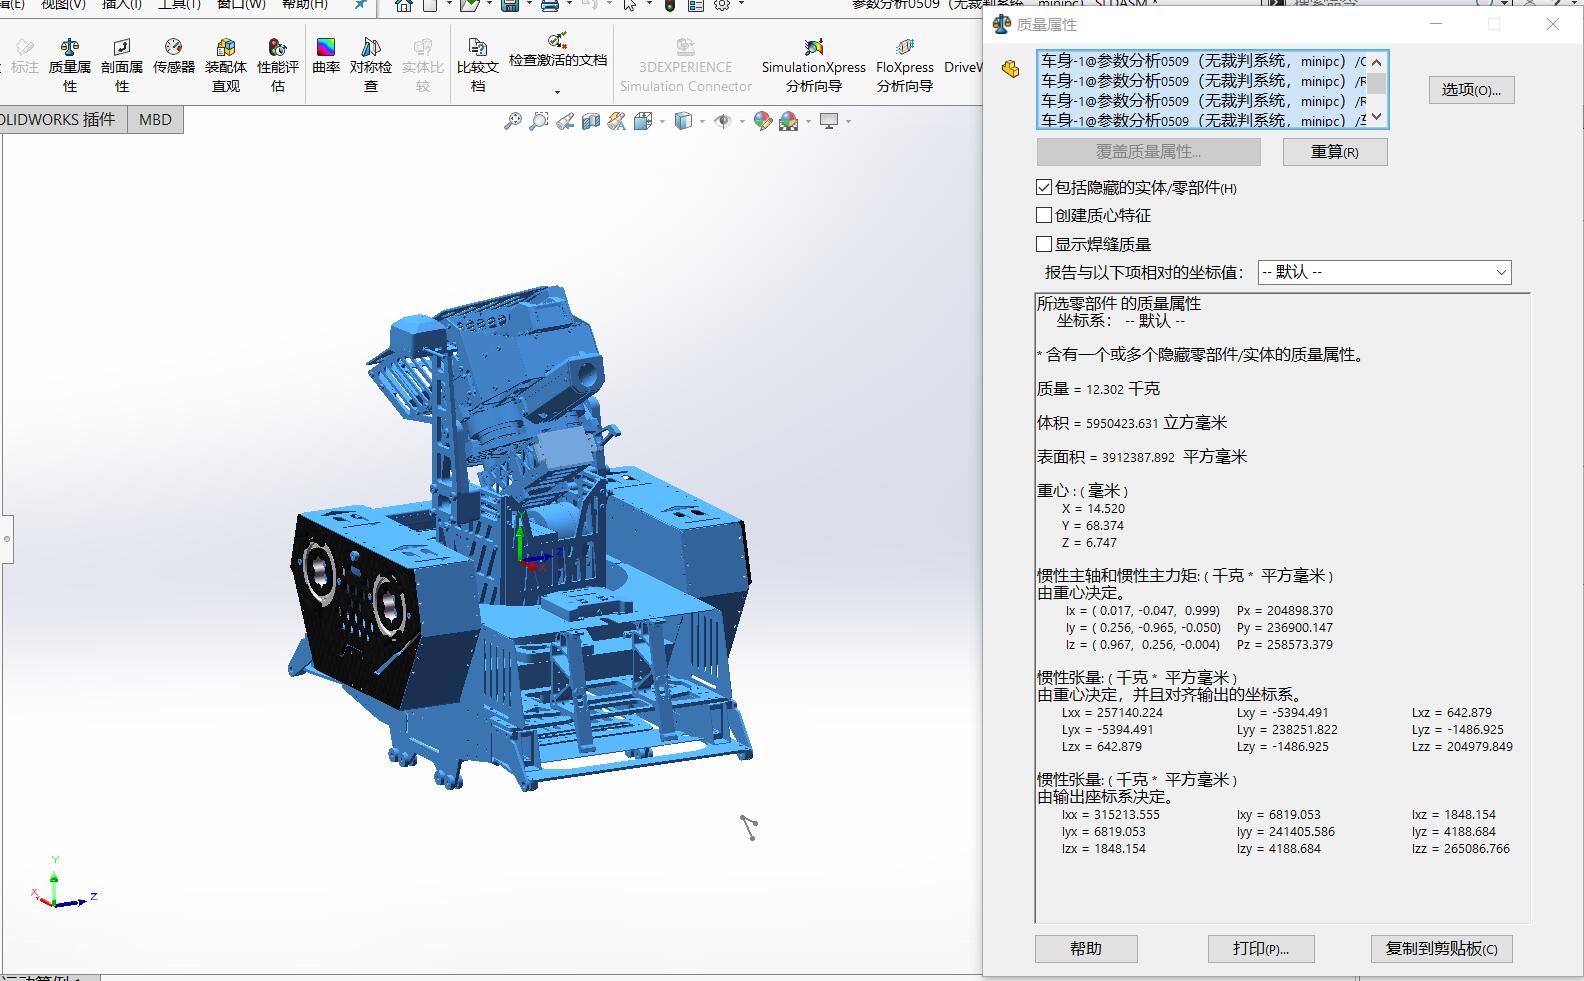 视图(V) 插入(I) 工具(T) 窗口(W) 帮助(H)
标注 质量属性 剖面属性 传感器 装配体直观 性能评估 曲率 对称检查 实体比较 比较文档 检查激活的文档 3DEXPERIENCE Simulation Connector SimulationXpress 分析向导 FloXpress 分析向导
OLIDWORKS 插件 MBD
Y
Z
X
Y
X
Z
质量属性
车身-1@参数分析0509（无裁判系统，minipc）/C
车身-1@参数分析0509（无裁判系统，minipc）/F
车身-1@参数分析0509（无裁判系统，minipc）/F
车身-1@参数分析0509（无裁判系统，minipc）/
选项(O)...
覆盖质量属性...
重算(R)
包括隐藏的实体/零部件(H)
创建质心特征
显示焊缝质量
报告与以下项相对的坐标值：
-- 默认 --
所选零部件 的质量属性
坐标系： -- 默认 --
* 含有一个或多个隐藏零部件/实体的质量属性。
质量 = 12.302 千克
体积 = 5950423.631 立方毫米
表面积 = 3912387.892 平方毫米
重心 : ( 毫米 )
X = 14.520
Y = 68.374
Z = 6.747
惯性主轴和惯性主力矩: ( 千克 * 平方毫米 )
由重心决定。
Ix = ( 0.017, -0.047, 0.999) Px = 204898.370
Iy = ( 0.256, -0.965, -0.050) Py = 236900.147
Iz = ( 0.967, 0.256, -0.004) Pz = 258573.379
惯性张量: ( 千克 * 平方毫米 )
由重心决定，并且对齐输出的坐标系。
Lxx = 257140.224 Lxy = -5394.491 Lxz = 642.879
Lyx = -5394.491 Lyy = 238251.822 Lyz = -1486.925
Lzx = 642.879 Lzy = -1486.925 Lzz = 204979.849
惯性张量: ( 千克 * 平方毫米 )
由输出座标系决定。
Ixx = 315213.555 Ixy = 6819.053 Ixz = 1848.154
Iyx = 6819.053 Iyy = 241405.586 Iyz = 4188.684
Izx = 1848.154 Izy = 4188.684 Izz = 265086.766
帮助
打印(P)...
复制到剪贴板(C)